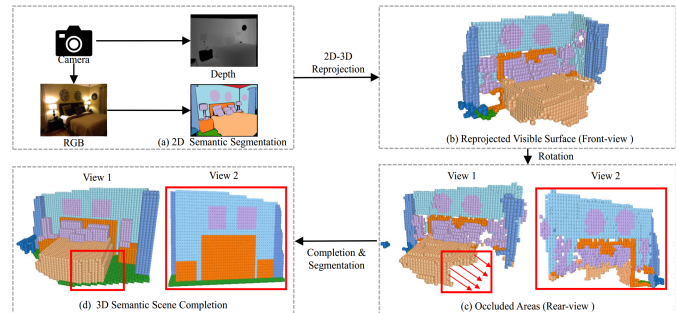 Camera
Depth
RGB
(a) 2D Semantic Segmentation
2D-3D
Reprojection
(b) Reprojected Visible Surface (Front-view )
Rotation
View 1
View 2
(c) Occluded Areas (Rear-view )
Completion &
Segmentation
View 1
View 2
(d) 3D Semantic Scene Completion